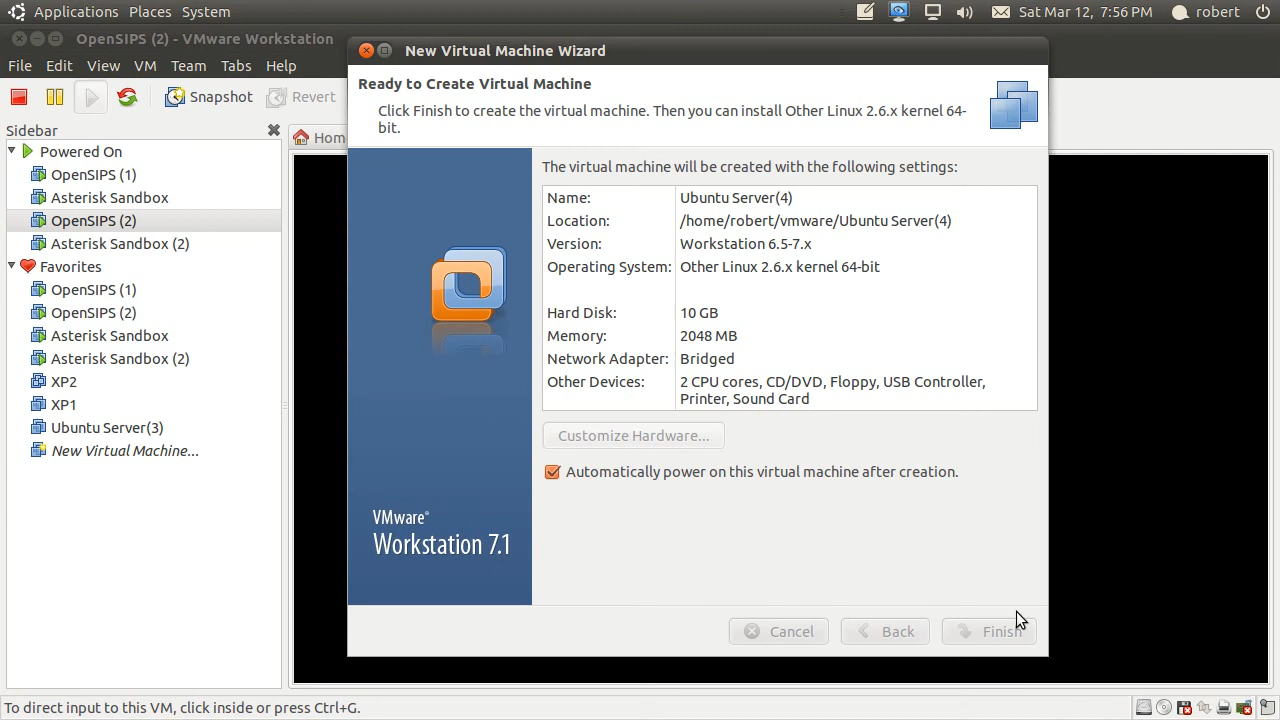 Applications Places System Sat Mar 12, 7:56 PM robert
OpenSIPS (2) - VMware Workstation
File Edit View VM Team Tabs Help
Snapshot Revert
Sidebar
Powered On
OpenSIPS (1)
Asterisk Sandbox
OpenSIPS (2)
Asterisk Sandbox (2)
Favorites
OpenSIPS (1)
OpenSIPS (2)
Asterisk Sandbox
Asterisk Sandbox (2)
XP2
XP1
Ubuntu Server(3)
New Virtual Machine...
Hom
New Virtual Machine Wizard
Ready to Create Virtual Machine
Click Finish to create the virtual machine. Then you can install Other Linux 2.6.x kernel 64-
bit.
VMware®
Workstation 7.1
The virtual machine will be created with the following settings:
Name: Ubuntu Server(4)
Location: /home/robert/vmware/Ubuntu Server(4)
Version: Workstation 6.5-7.x
Operating System: Other Linux 2.6.x kernel 64-bit
Hard Disk: 10 GB
Memory: 2048 MB
Network Adapter: Bridged
Other Devices: 2 CPU cores, CD/DVD, Floppy, USB Controller,
Printer, Sound Card
Customize Hardware...
Automatically power on this virtual machine after creation.
Cancel Back Finish
To direct input to this VM, click inside or press Ctrl+G.